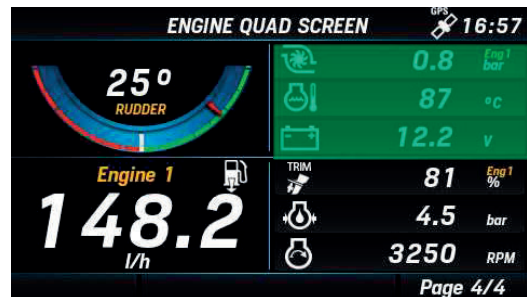 ENGINE QUAD SCREEN
GPS
16:57
25°
RUDDER
0.8 Eng1 bar
87 °C
12.2 V
Engine 1
148.2
l/h
TRIM
81 Eng1 %
4.5 bar
3250 RPM
Page 4/4